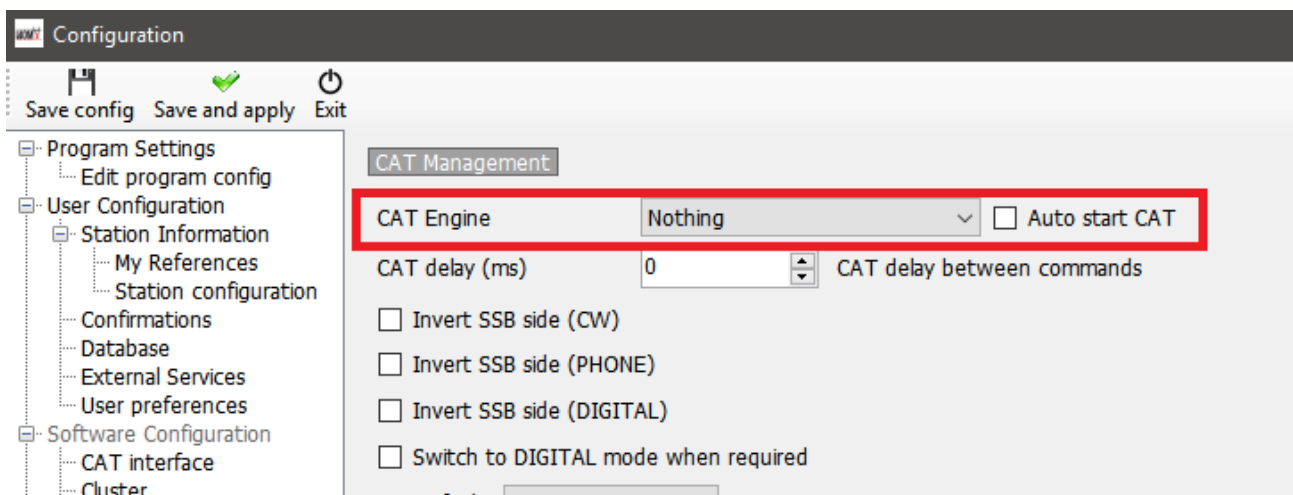 Configuration
Save config Save and apply Exit
Program Settings
Edit program config
User Configuration
Station Information
My References
Station configuration
Confirmations
Database
External Services
User preferences
Software Configuration
CAT interface
Cluster
CAT Management
CAT Engine Nothing Auto start CAT
CAT delay (ms) 0 CAT delay between commands
Invert SSB side (CW)
Invert SSB side (PHONE)
Invert SSB side (DIGITAL)
Switch to DIGITAL mode when required